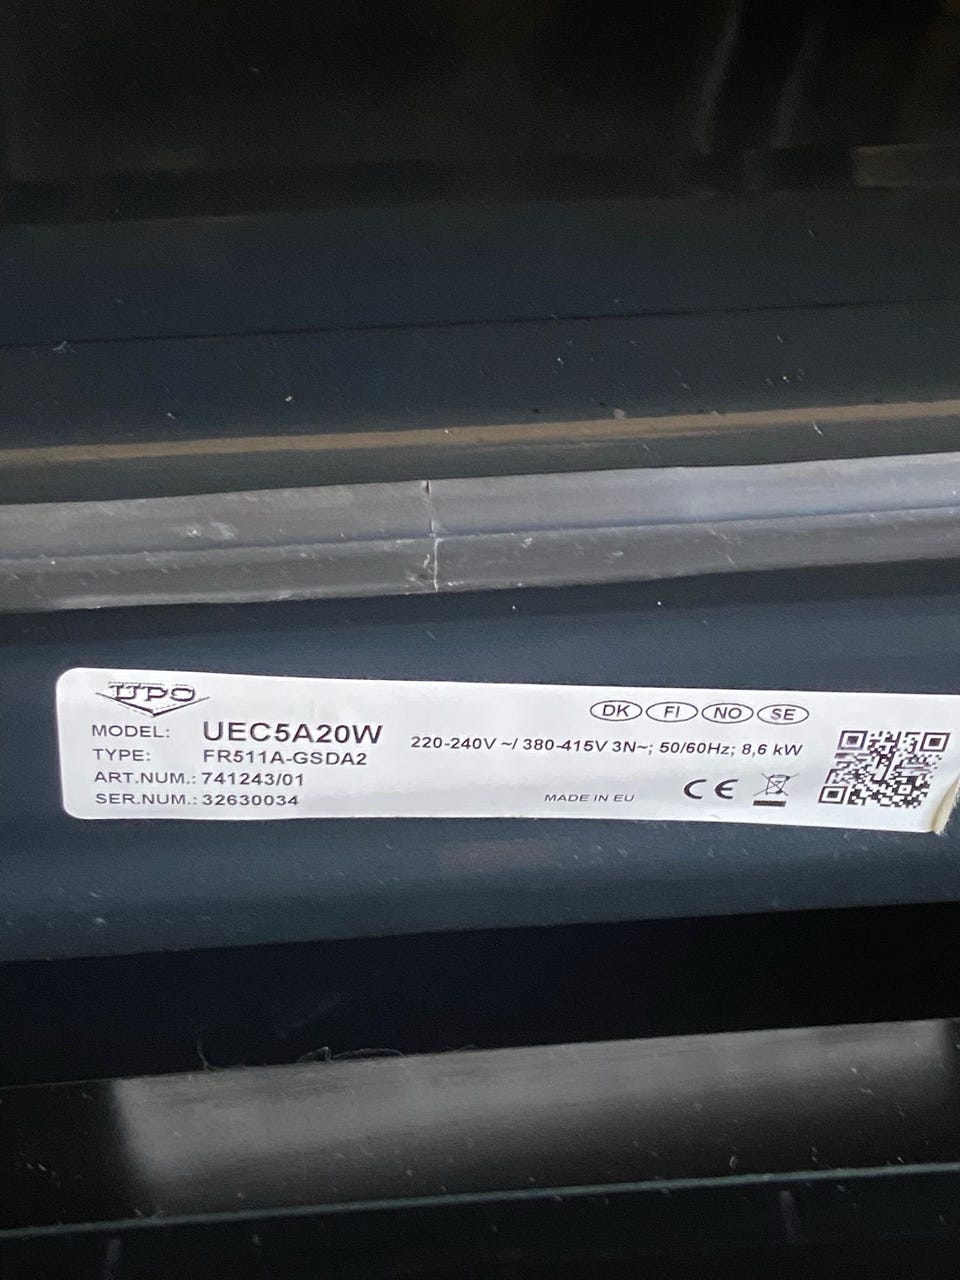 UPO
MODEL: UEC5A20W
TYPE: FR511A-GSDA2
ART.NUM.: 741243/01
SER.NUM.: 32630034
DK FI NO SE
220-240V ~/ 380-415V 3N~; 50/60Hz; 8,6 kW
MADE IN EU
CE